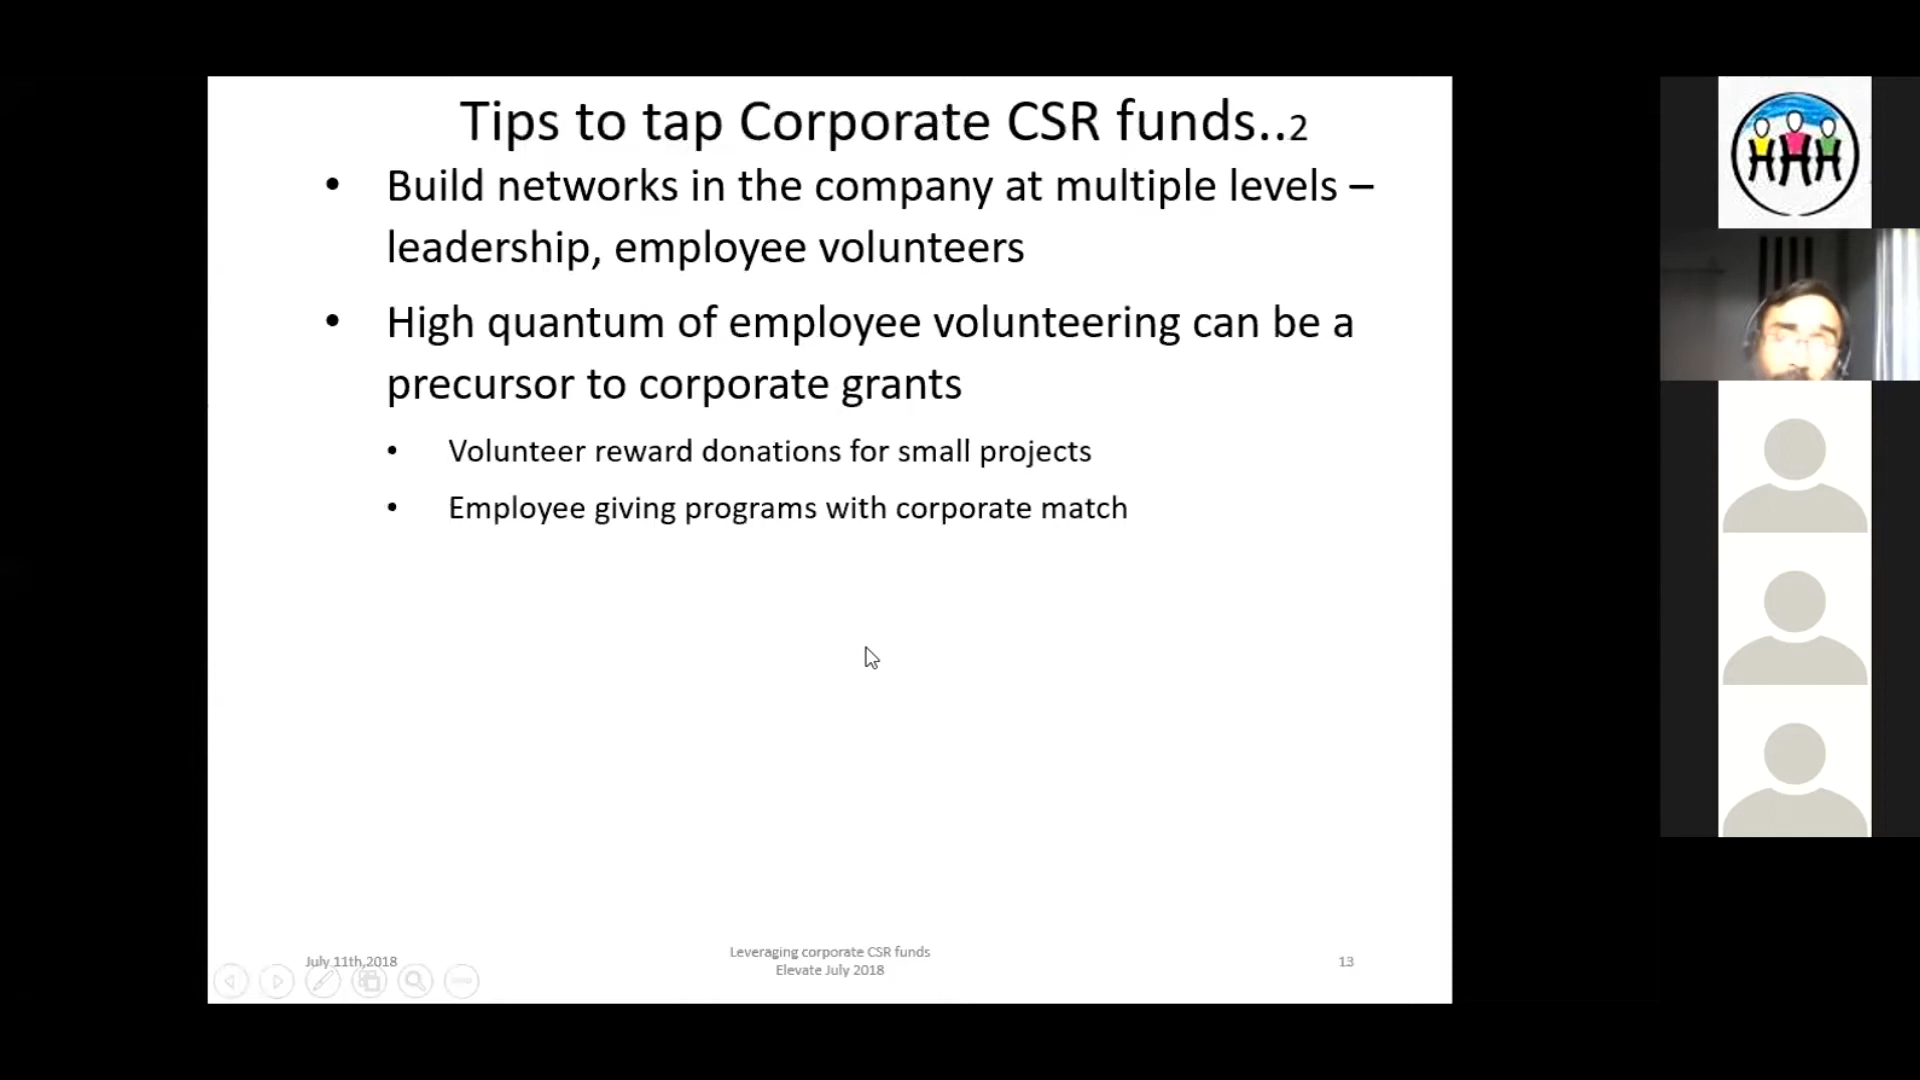 Tips to tap Corporate CSR funds..2
• Build networks in the company at multiple levels –
leadership, employee volunteers
• High quantum of employee volunteering can be a
precursor to corporate grants
• Volunteer reward donations for small projects
• Employee giving programs with corporate match
July 11th,2018
Leveraging corporate CSR funds
Elevate July 2018
13